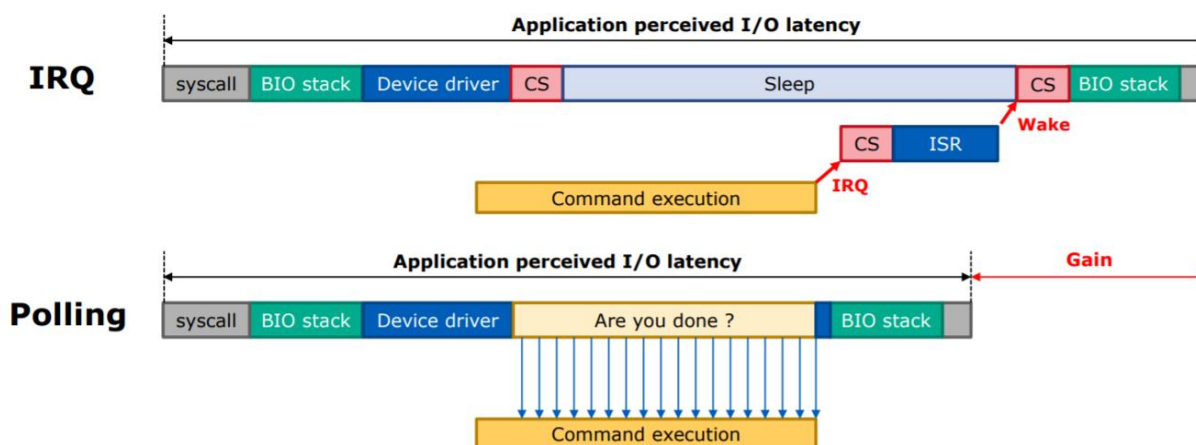 Application perceived I/O latency
IRQ
syscall BIO stack Device driver CS Sleep CS BIO stack
Wake
CS ISR
IRQ
Command execution
Application perceived I/O latency Gain
Polling
syscall BIO stack Device driver Are you done ? BIO stack
Command execution